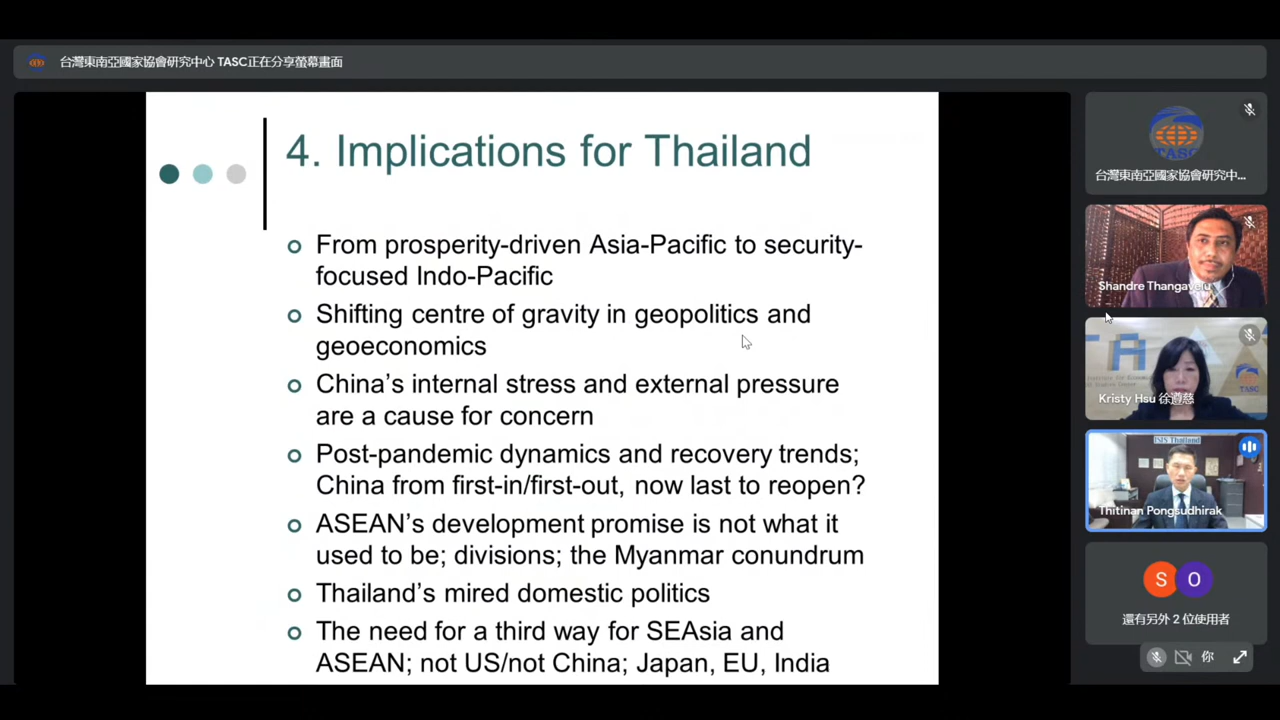 台灣東南亞國家協會研究中心 TASC正在分享螢幕畫面
4. Implications for Thailand
From prosperity-driven Asia-Pacific to security-
focused Indo-Pacific
Shifting centre of gravity in geopolitics and
geoeconomics
China’s internal stress and external pressure
are a cause for concern
Post-pandemic dynamics and recovery trends;
China from first-in/first-out, now last to reopen?
ASEAN’s development promise is not what it
used to be; divisions; the Myanmar conundrum
Thailand’s mired domestic politics
The need for a third way for SEAsia and
ASEAN; not US/not China; Japan, EU, India
TASC
台灣東南亞國家協會研究中...
Shandre Thangavelu
TA
TASC
Kristy Hsu 徐遵慈
ISIS Thailand
Thitinan Pongsudhirak
S O
還有另外 2 位使用者
你